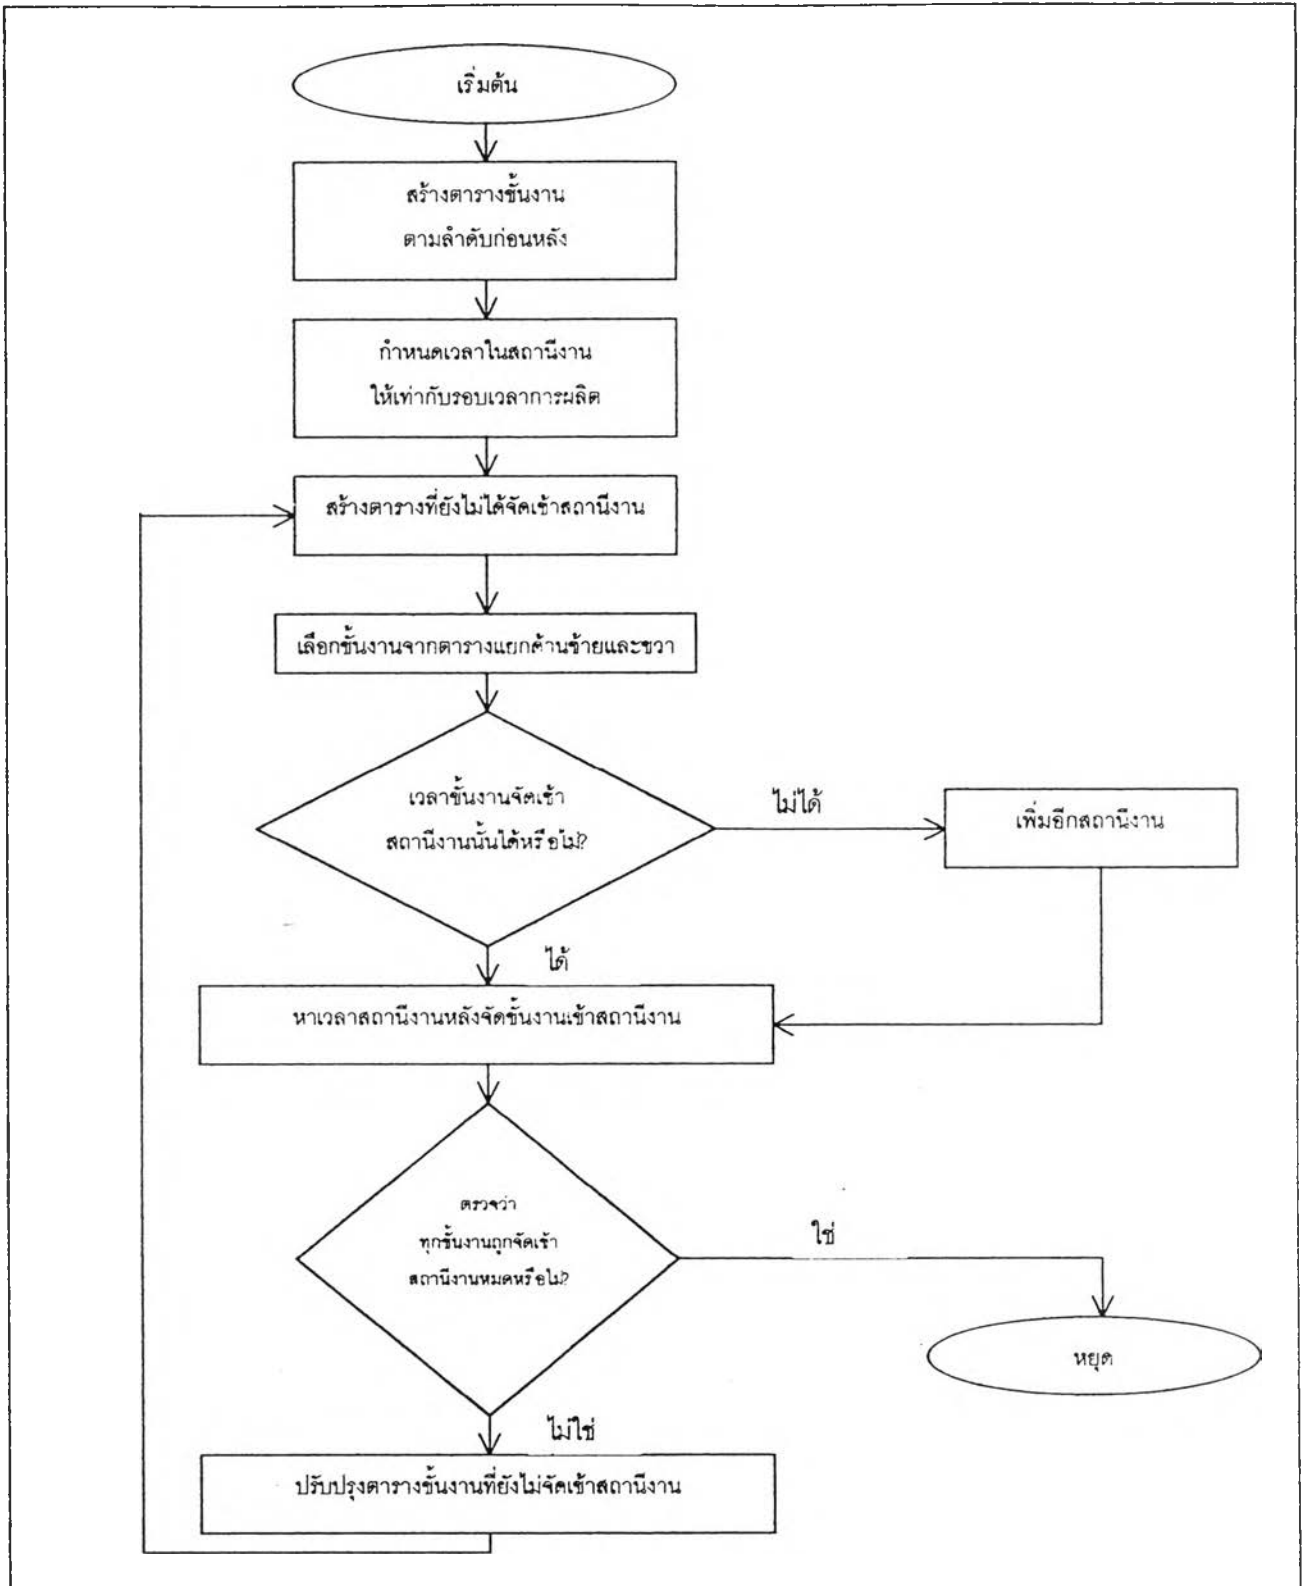 เริ่มต้น
สร้างตารางขั้นงาน
ตามลำดับก่อนหลัง
กำหนดเวลาในสถานีงาน
ให้เท่ากับรอบเวลาการผลิต
สร้างตารางที่ยังไม่ได้จัดเข้าสถานีงาน
เลือกขั้นงานจากตารางแยกด้านซ้ายและขวา
เวลาขั้นงานจัดเข้า
สถานีงานนั้นได้หรือไม่?
ไม่ได้
เพิ่มอีกสถานีงาน
ได้
หาเวลาสถานีงานหลังจัดขั้นงานเข้าสถานีงาน
ตรวจว่า
ทุกขั้นงานถูกจัดเข้า
สถานีงานหมดหรือไม่?
ใช่
หยุด
ไม่ใช่
ปรับปรุงตารางขั้นงานที่ยังไม่จัดเข้าสถานีงาน